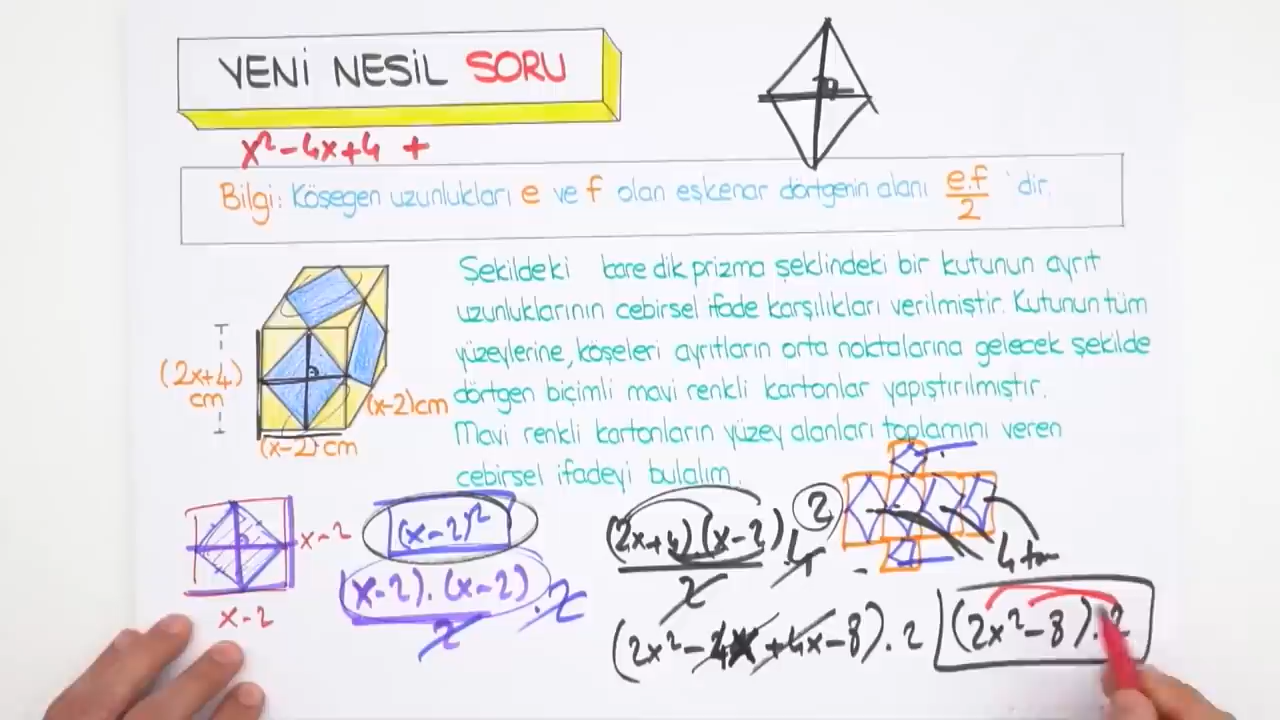 YENİ NESİL SORU
x²-4x+4 +
Bilgi: Köşegen uzunlukları e ve f olan eşkenar dörtgenin alanı e.f/2 'dir.
Şekildeki kare dik prizma şeklindeki bir kutunun ayrıt
uzunluklarının cebirsel ifade karşılıkları verilmiştir. Kutunun tüm
yüzeylerine, köşeleri ayrıtların orta noktalarına gelecek şekilde
dörtgen biçimli mavi renkli kartonlar yapıştırılmıştır.
Mavi renkli kartonların yüzey alanları toplamını veren
cebirsel ifadeyi bulalım.
(2x+4)
cm
(x-2)cm
(x-2)cm
x-2
x-2
(x-2)²
(x-2).(x-2)/2 .2
(2x+4).(x-2)/2 .4 2
4 tane
(2x²-4x+4x-8).2
(2x²-8).2